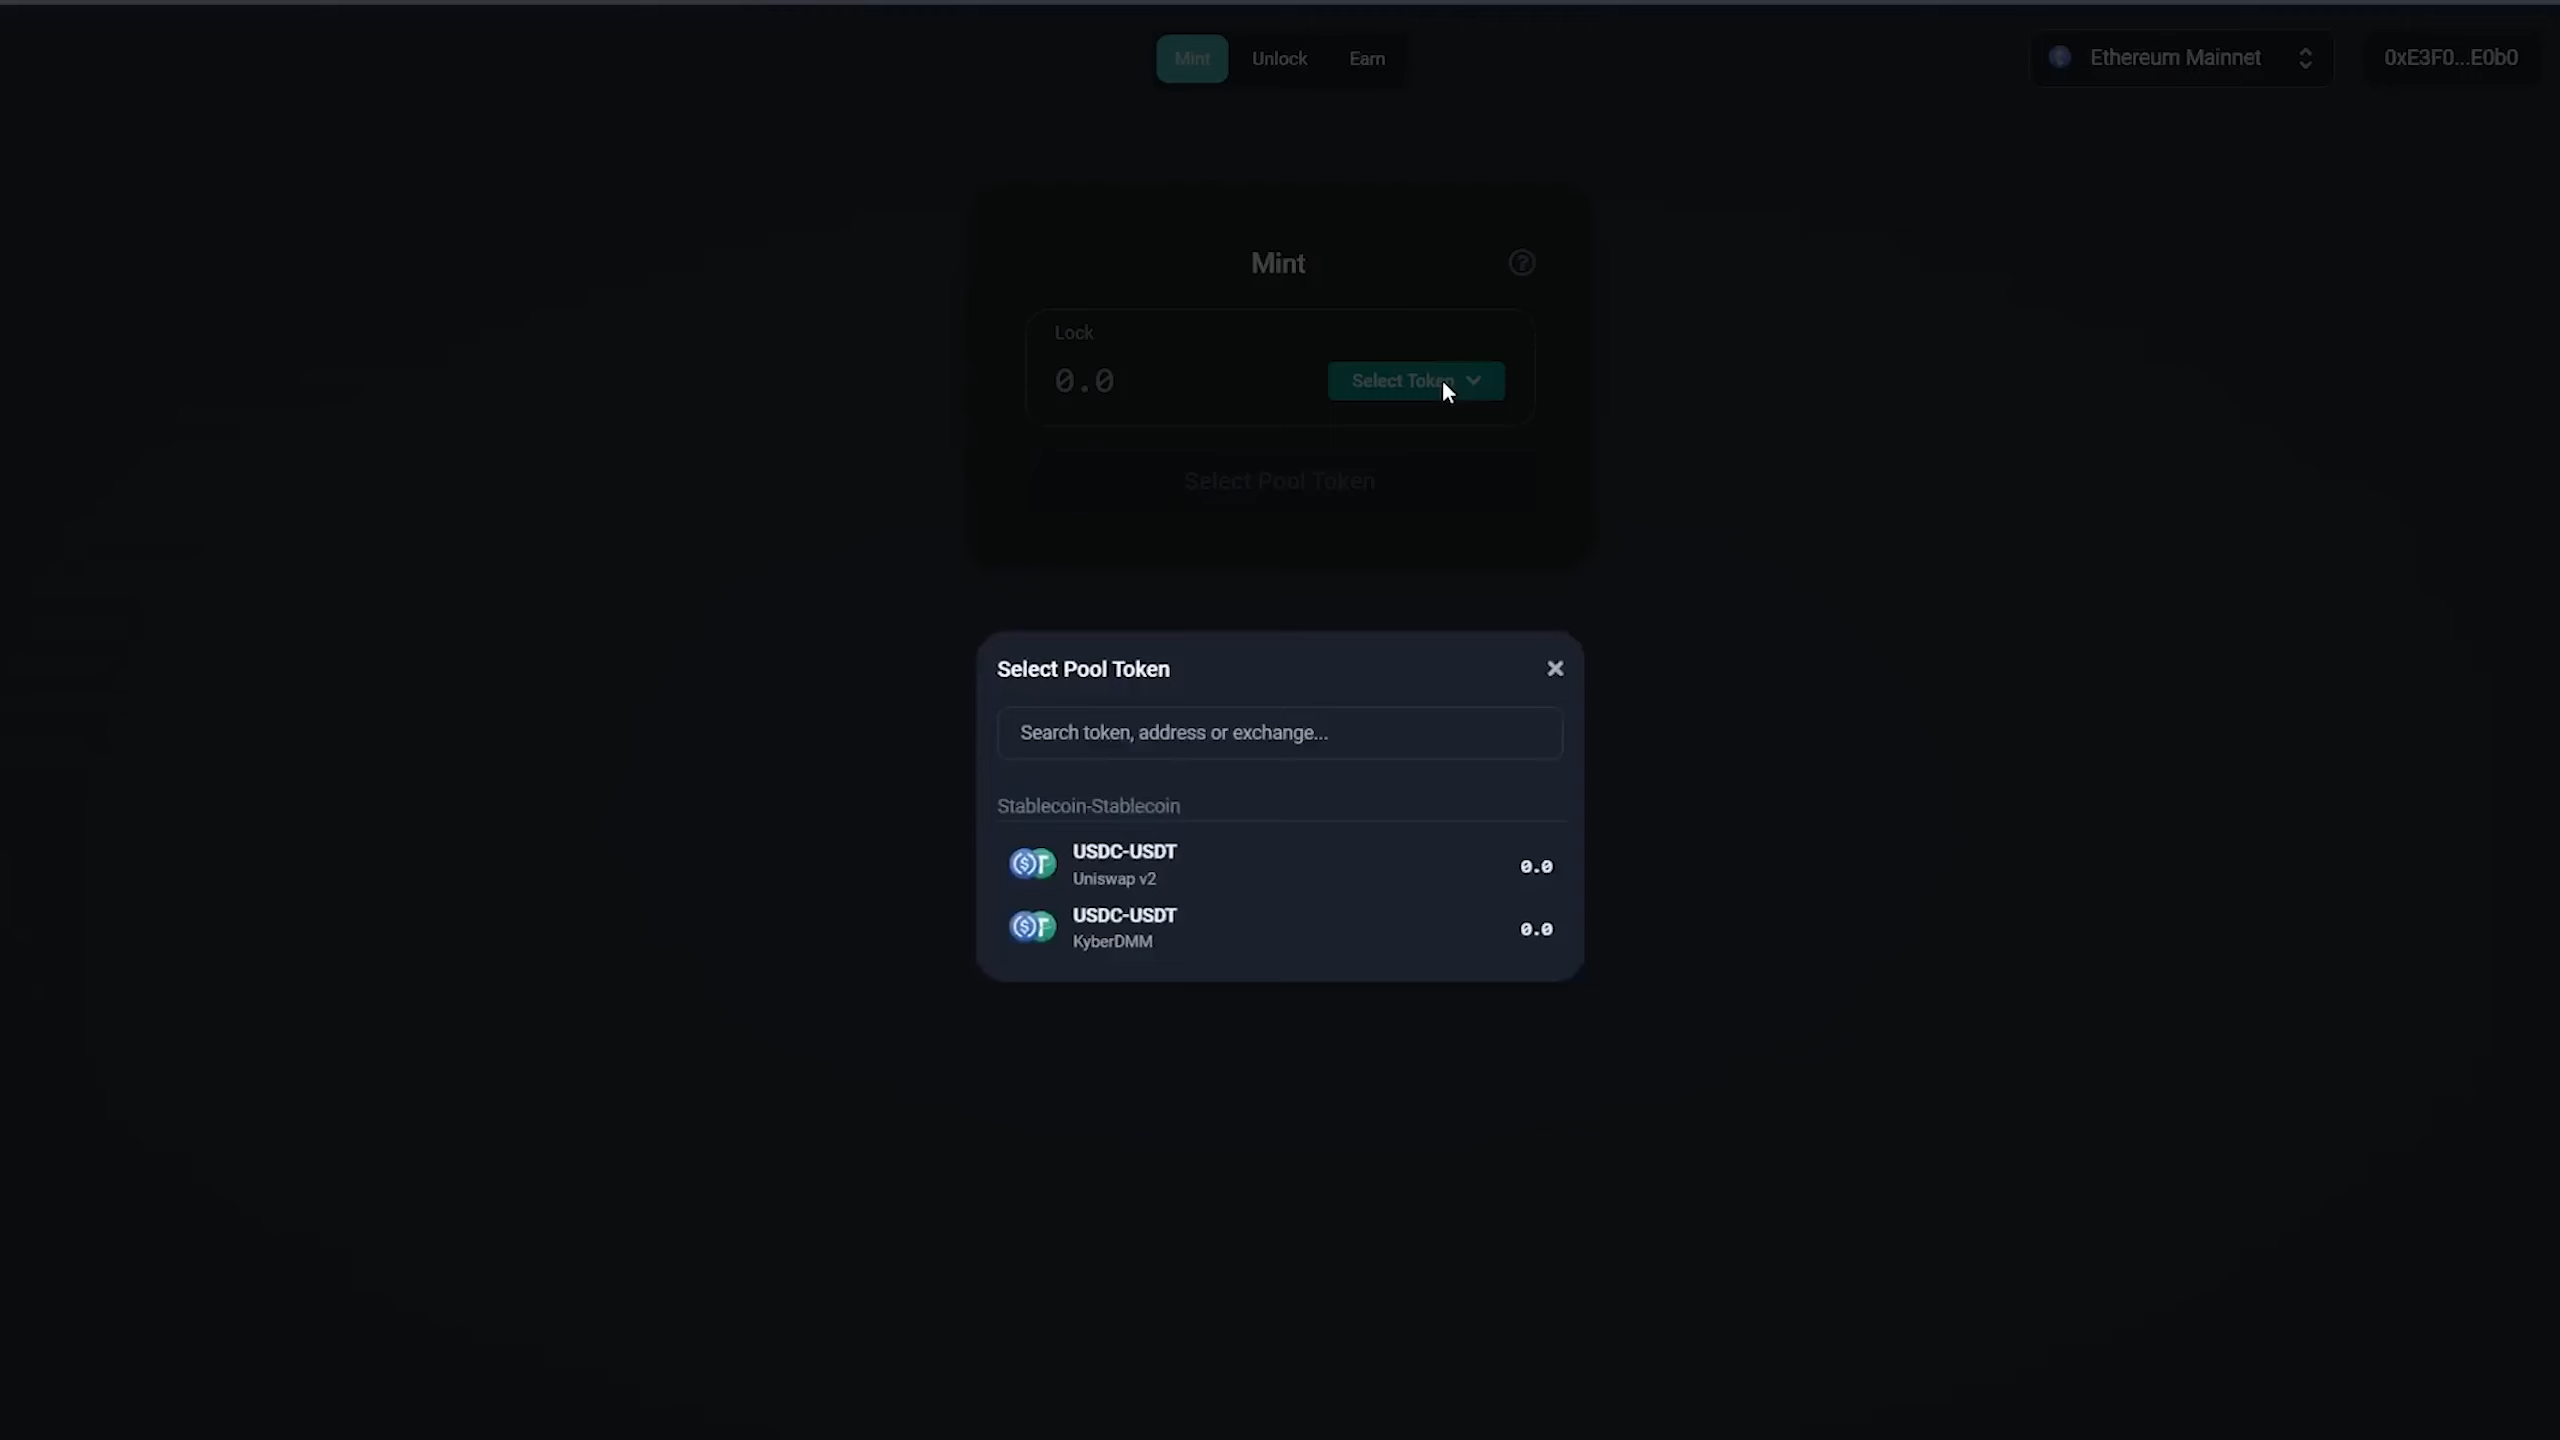 Mint Unlock Earn Ethereum Mainnet 0xE3F0...E0b0
Mint
Lock
0.0 Select Token
Select Pool Token
Select Pool Token
Search token, address or exchange...
Stablecoin-Stablecoin
USDC-USDT
Uniswap v2
0.0
USDC-USDT
KyberDMM
0.0